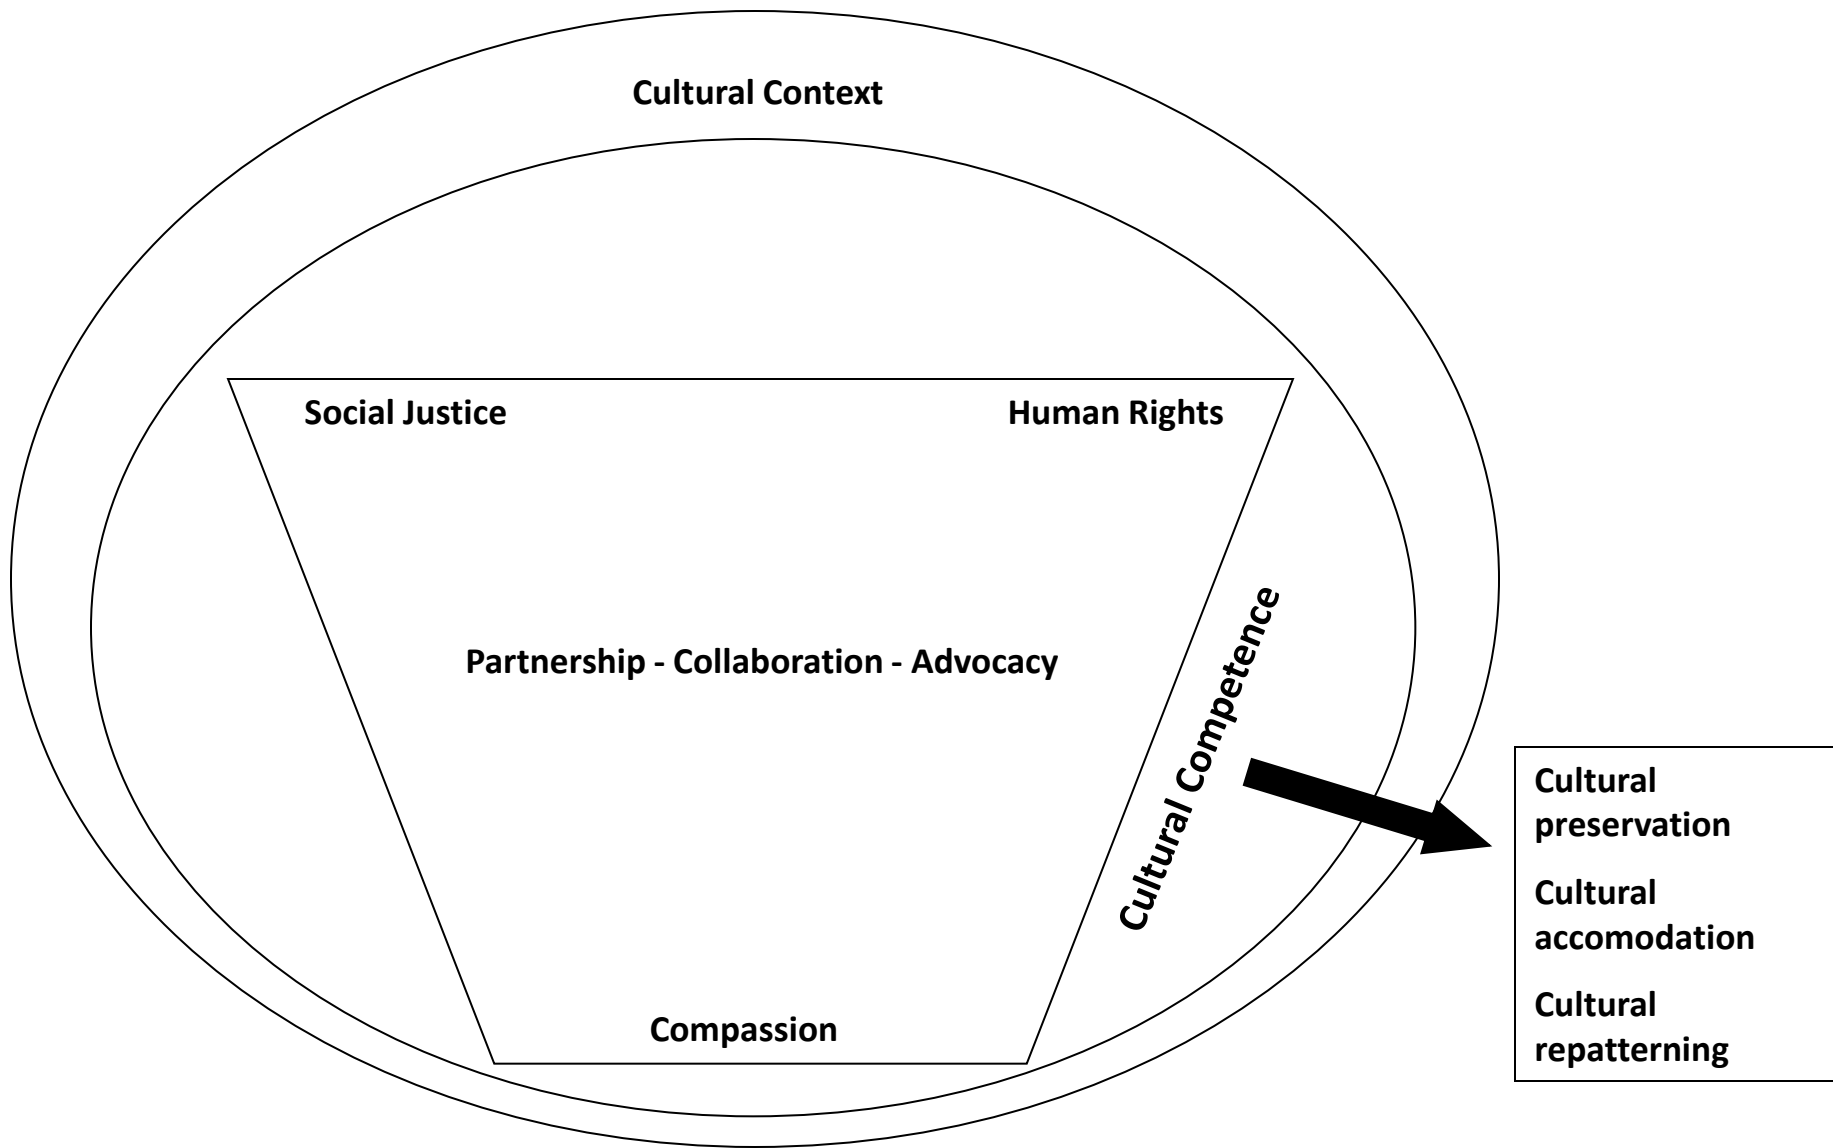 Cultural Context
Social Justice
Human Rights
Partnership - Collaboration - Advocacy
Cultural Competence
Compassion
Cultural
preservation
Cultural
accomodation
Cultural
repatterning